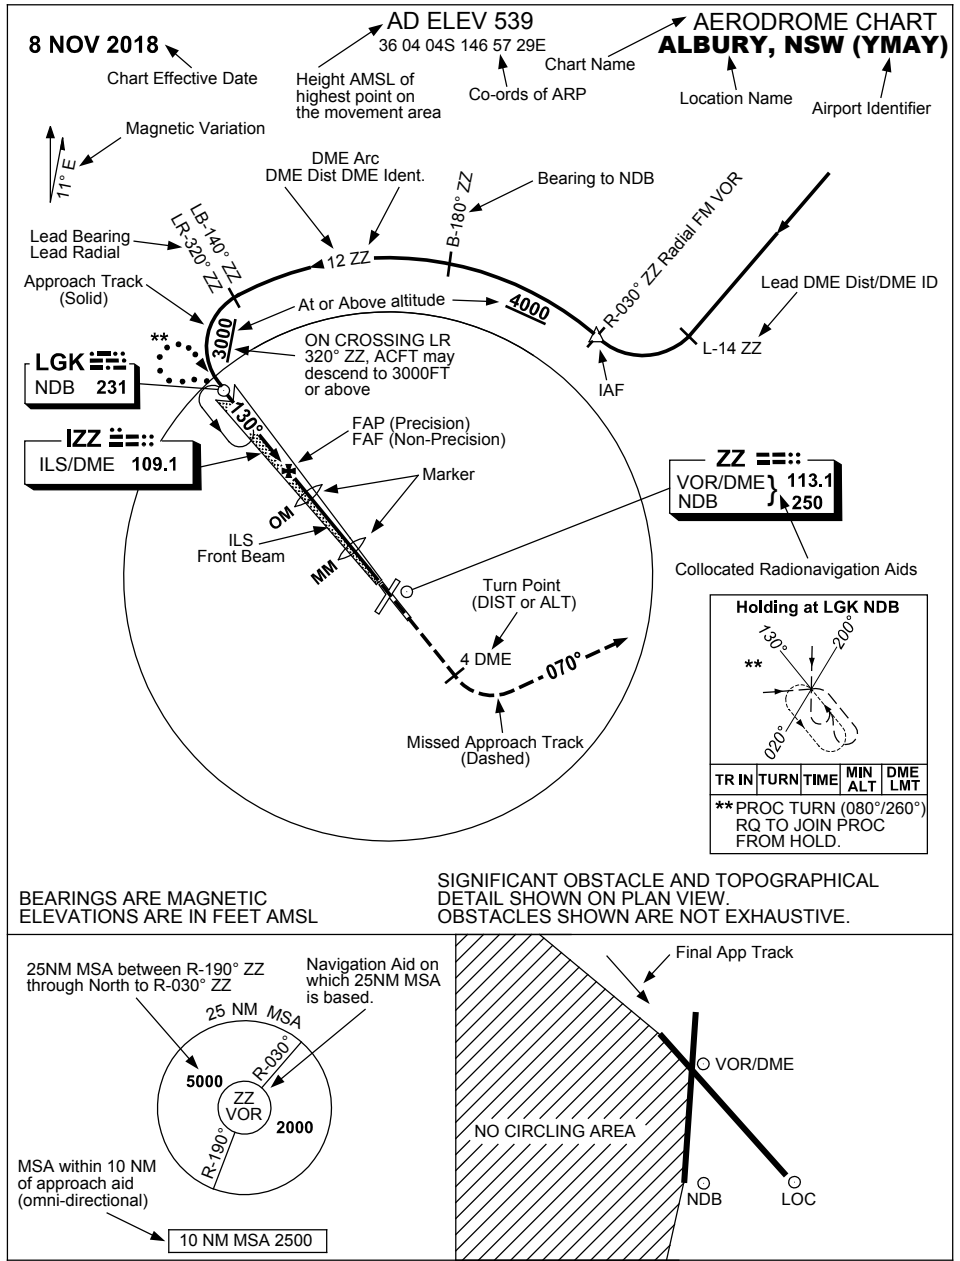 8 NOV 2018
Chart Effective Date
AD ELEV 539
36 04 04S 146 57 29E
Height AMSL of
highest point on
the movement area
Co-ords of ARP
Chart Name
AERODROME CHART
ALBURY, NSW (YMAY)
Location Name
Airport Identifier
Magnetic Variation
11° E
DME Arc
DME Dist DME Ident.
B-180° ZZ
Bearing to NDB
R-030° ZZ Radial FM VOR
Lead Bearing
Lead Radial
LB-140° ZZ
LR-320° ZZ
12 ZZ
Lead DME Dist/DME ID
Approach Track
(Solid)
At or Above altitude
4000
3000
**
ON CROSSING LR
320° ZZ, ACFT may
descend to 3000FT
or above
L-14 ZZ
IAF
LGK
NDB 231
130°
FAP (Precision)
FAF (Non-Precision)
IZZ
ILS/DME 109.1
Marker
OM
ILS
Front Beam
MM
ZZ
VOR/DME } 113.1
NDB 250
Collocated Radionavigation Aids
Turn Point
(DIST or ALT)
4 DME
070°
Missed Approach Track
(Dashed)
Holding at LGK NDB
130°
200°
**
020°
TR IN TURN TIME MIN ALT DME LMT
** PROC TURN (080°/260°)
RQ TO JOIN PROC
FROM HOLD.
BEARINGS ARE MAGNETIC
ELEVATIONS ARE IN FEET AMSL
SIGNIFICANT OBSTACLE AND TOPOGRAPHICAL
DETAIL SHOWN ON PLAN VIEW.
OBSTACLES SHOWN ARE NOT EXHAUSTIVE.
25NM MSA between R-190° ZZ
through North to R-030° ZZ
Navigation Aid on
which 25NM MSA
is based.
25 NM MSA
R-030°
5000
ZZ
VOR
2000
R-190°
MSA within 10 NM
of approach aid
(omni-directional)
10 NM MSA 2500
Final App Track
VOR/DME
NO CIRCLING AREA
NDB
LOC